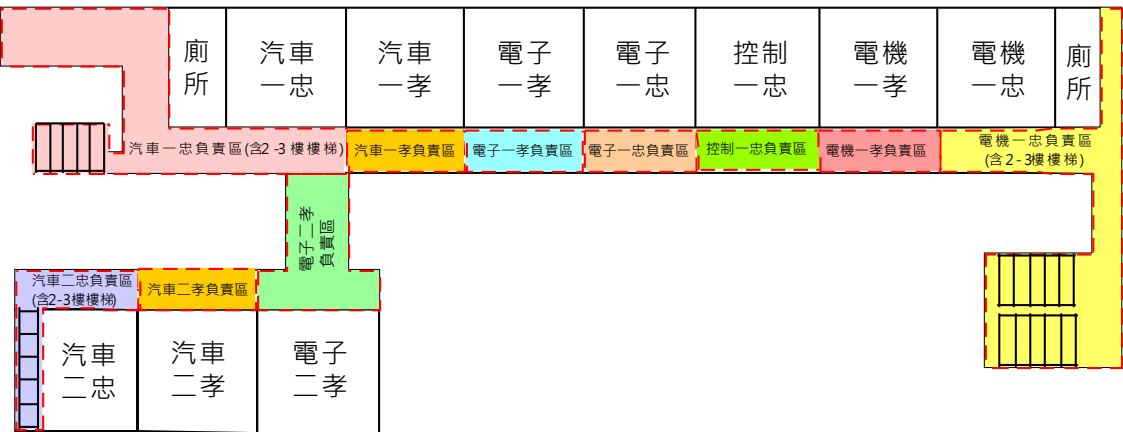 廁所
汽車一忠
汽車一孝
電子一孝
電子一忠
控制一忠
電機一孝
電機一忠
廁所
汽車一忠負責區(含2-3樓樓梯)
汽車一孝負責區
電子一孝負責區
電子一忠負責區
控制一忠負責區
電機一孝負責區
電機一忠負責區
(含2-3樓樓梯)
電子二孝
負責區
汽車二忠負責區
(含2-3樓樓梯)
汽車二孝負責區
汽車
二忠
汽車
二孝
電子
二孝